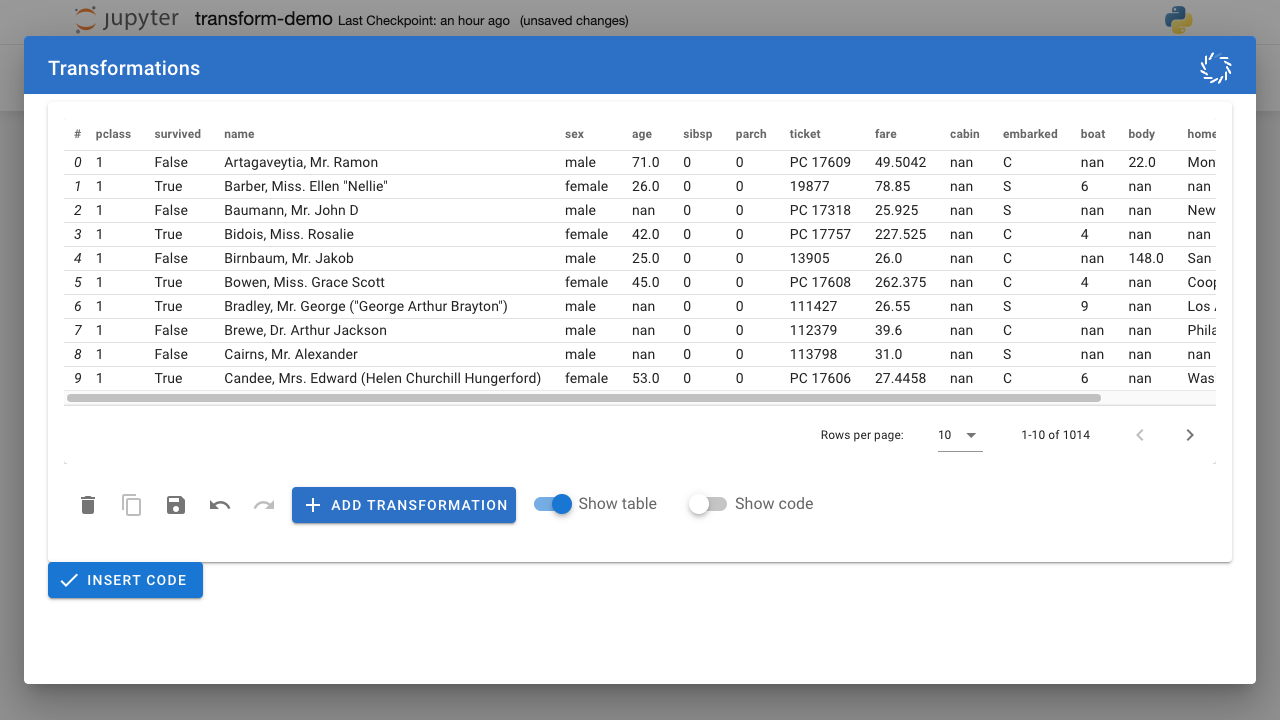 jupyter transform-demo Last Checkpoint: an hour ago (unsaved changes)
Transformations
# pclass survived name sex age sibsp parch ticket fare cabin embarked boat body home
0 1 False Artagaveytia, Mr. Ramon male 71.0 0 0 PC 17609 49.5042 nan C nan 22.0 Mon
1 1 True Barber, Miss. Ellen "Nellie" female 26.0 0 0 19877 78.85 nan S 6 nan nan
2 1 False Baumann, Mr. John D male nan 0 0 PC 17318 25.925 nan S nan nan New
3 1 True Bidois, Miss. Rosalie female 42.0 0 0 PC 17757 227.525 nan C 4 nan nan
4 1 False Birnbaum, Mr. Jakob male 25.0 0 0 13905 26.0 nan C nan 148.0 San
5 1 True Bowen, Miss. Grace Scott female 45.0 0 0 PC 17608 262.375 nan C 4 nan Coop
6 1 True Bradley, Mr. George ("George Arthur Brayton") male nan 0 0 111427 26.55 nan S 9 nan Los
7 1 False Brewe, Dr. Arthur Jackson male nan 0 0 112379 39.6 nan C nan nan Phila
8 1 False Cairns, Mr. Alexander male nan 0 0 113798 31.0 nan S nan nan nan
9 1 True Candee, Mrs. Edward (Helen Churchill Hungerford) female 53.0 0 0 PC 17606 27.4458 nan C 6 nan Was
Rows per page: 10 1-10 of 1014
ADD TRANSFORMATION Show table Show code
INSERT CODE